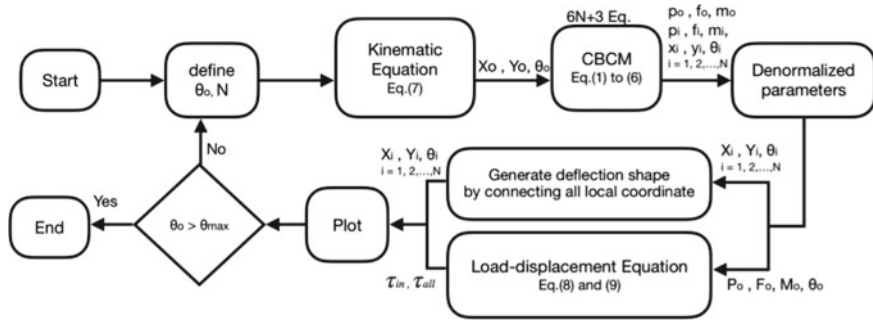 Start
define
θo, N
Kinematic
Equation
Eq.(7)
Xo , Yo, θo
6N+3 Eq.
CBCM
Eq.(1) to (6)
po , fo, mo
pi , fi, mi,
xi , yi, θi
i = 1, 2,...,N
Denormalized
parameters
No
Xi , Yi, θi
i = 1, 2,...,N
Generate deflection shape
by connecting all local coordinate
Xi , Yi, θi
i = 1, 2,...,N
End
Yes
θo > θmax
Plot
τin , τall
Load-displacement Equation
Eq.(8) and (9)
Po , Fo, Mo, θo